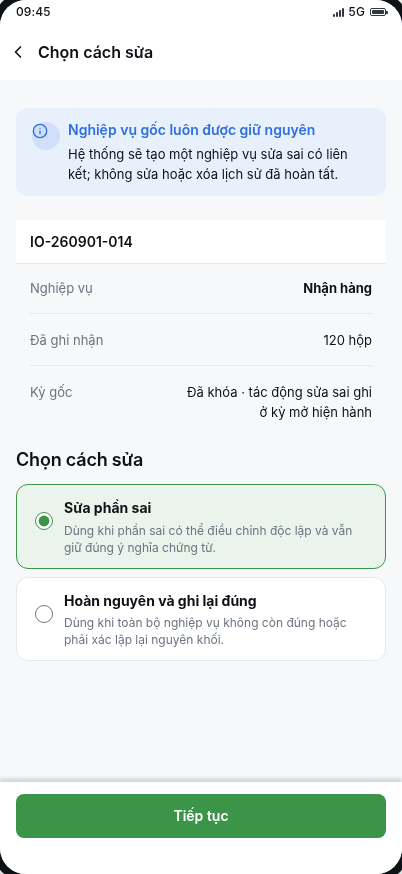 09:45
5G
Chọn cách sửa
Nghiệp vụ gốc luôn được giữ nguyên
Hệ thống sẽ tạo một nghiệp vụ sửa sai có liên
kết; không sửa hoặc xóa lịch sử đã hoàn tất.
IO-260901-014
Nghiệp vụ
Nhận hàng
Đã ghi nhận
120 hộp
Kỳ gốc
Đã khóa · tác động sửa sai ghi
ở kỳ mở hiện hành
Chọn cách sửa
Sửa phần sai
Dùng khi phần sai có thể điều chỉnh độc lập và vẫn
giữ đúng ý nghĩa chứng từ.
Hoàn nguyên và ghi lại đúng
Dùng khi toàn bộ nghiệp vụ không còn đúng hoặc
phải xác lập lại nguyên khối.
Tiếp tục